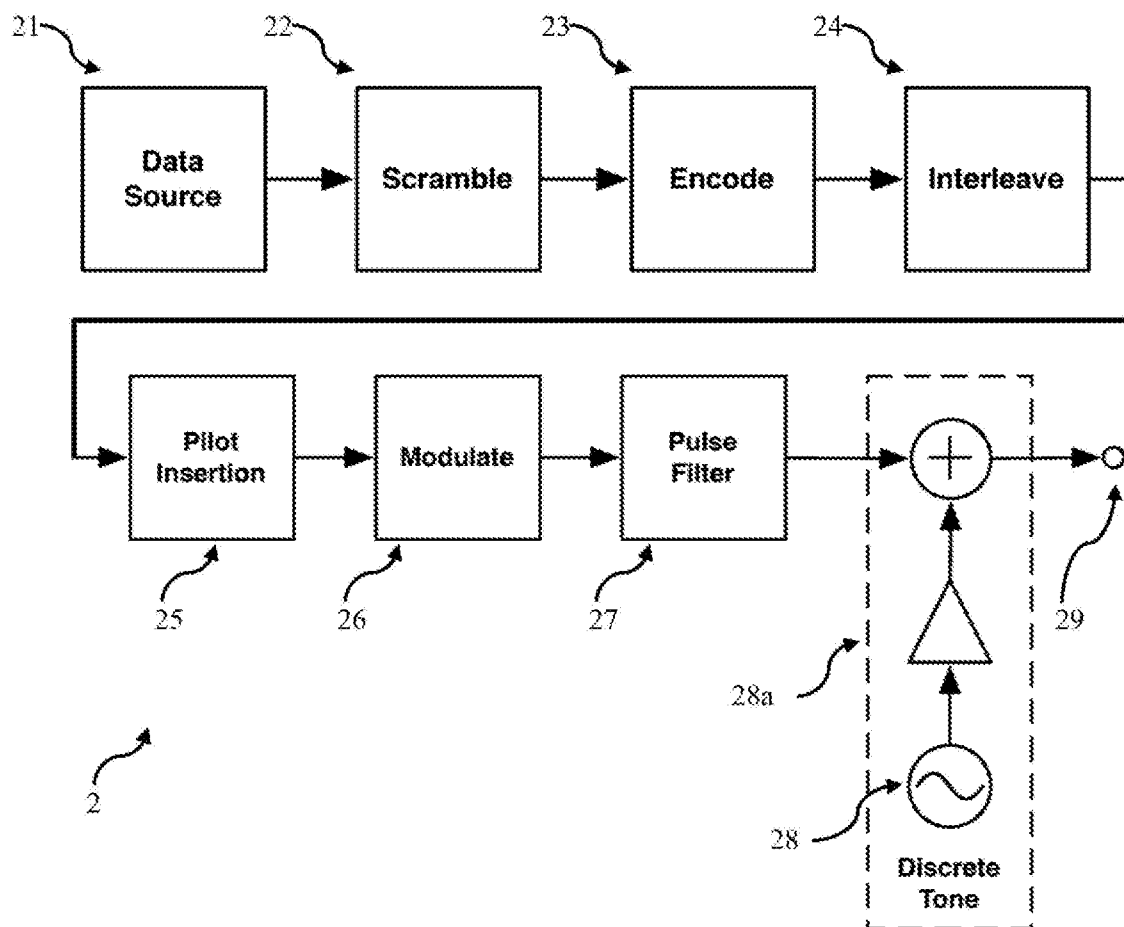 21
22
23
24
Data
Source
Scramble
Encode
Interleave
Pilot
Insertion
Modulate
Pulse
Filter
+
25
26
27
29
28a
2
28
Discrete
Tone